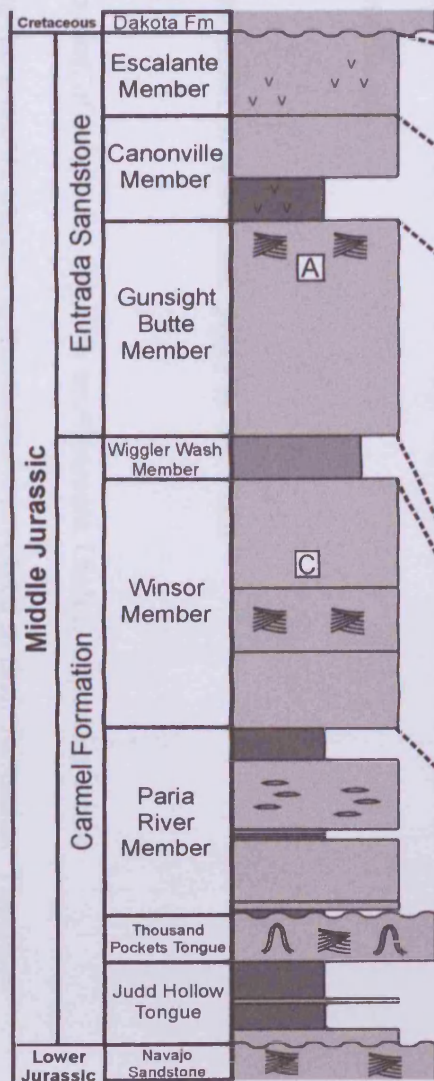 Cretaceous
Dakota Fm
Middle Jurassic
Entrada Sandstone
Escalante
Member
v v v v v v
Canonville
Member
v v v
A
Gunsight
Butte
Member
Carmel Formation
Wiggler Wash
Member
C
Winsor
Member
Paria
River
Member
Thousand
Pockets Tongue
Judd Hollow
Tongue
Lower
Jurassic
Navajo
Sandstone